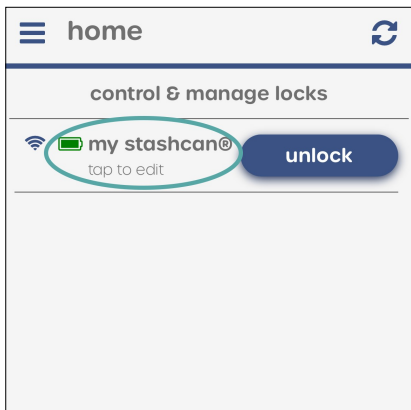 home
control & manage locks
my stashcan® unlock
tap to edit